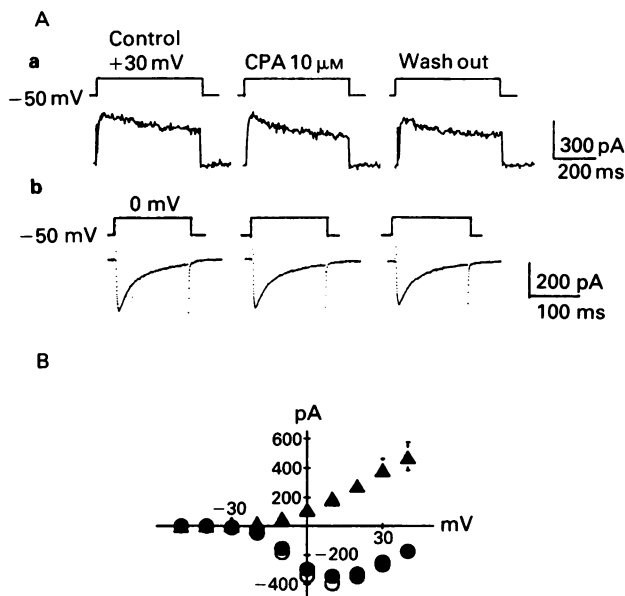 A
Control
a +30 mV CPA 10 μM Wash out
−50 mV
300 pA
200 ms
b
0 mV
−50 mV
200 pA
100 ms
B
pA
600
400
200
−30
mV
30
−200
−400